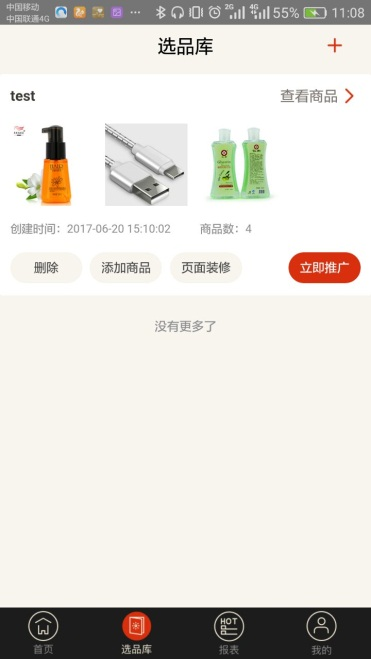 中国移动
中国联通4G
2G
4G
55%
11:08
选品库
+
test
查看商品
创建时间：2017-06-20 15:10:02
商品数：4
删除
添加商品
页面装修
立即推广
没有更多了
HOT
首页
选品库
报表
我的